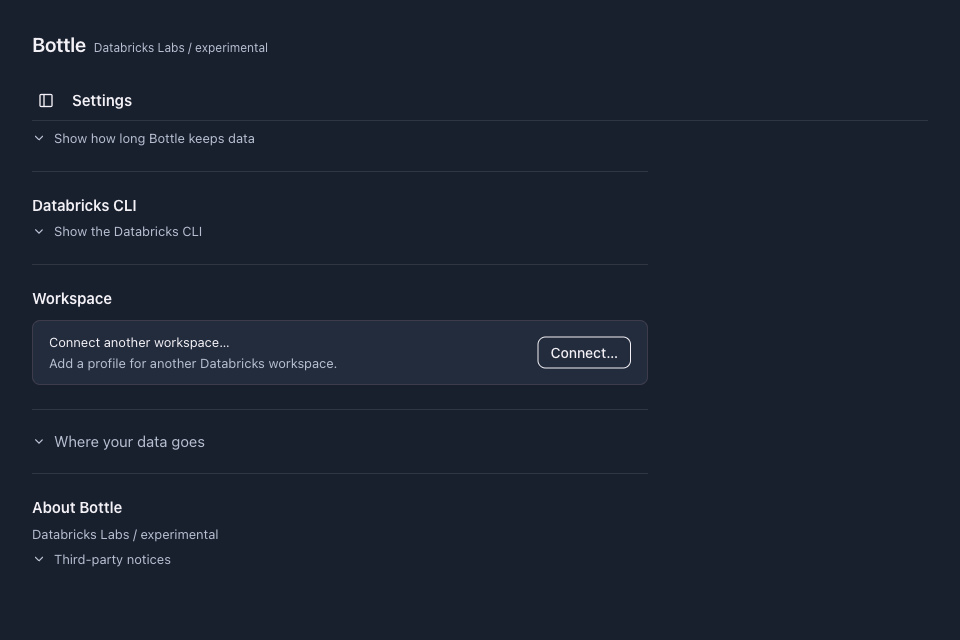 Bottle Databricks Labs / experimental
Settings
Show how long Bottle keeps data
Databricks CLI
Show the Databricks CLI
Workspace
Connect another workspace...
Add a profile for another Databricks workspace.
Connect...
Where your data goes
About Bottle
Databricks Labs / experimental
Third-party notices